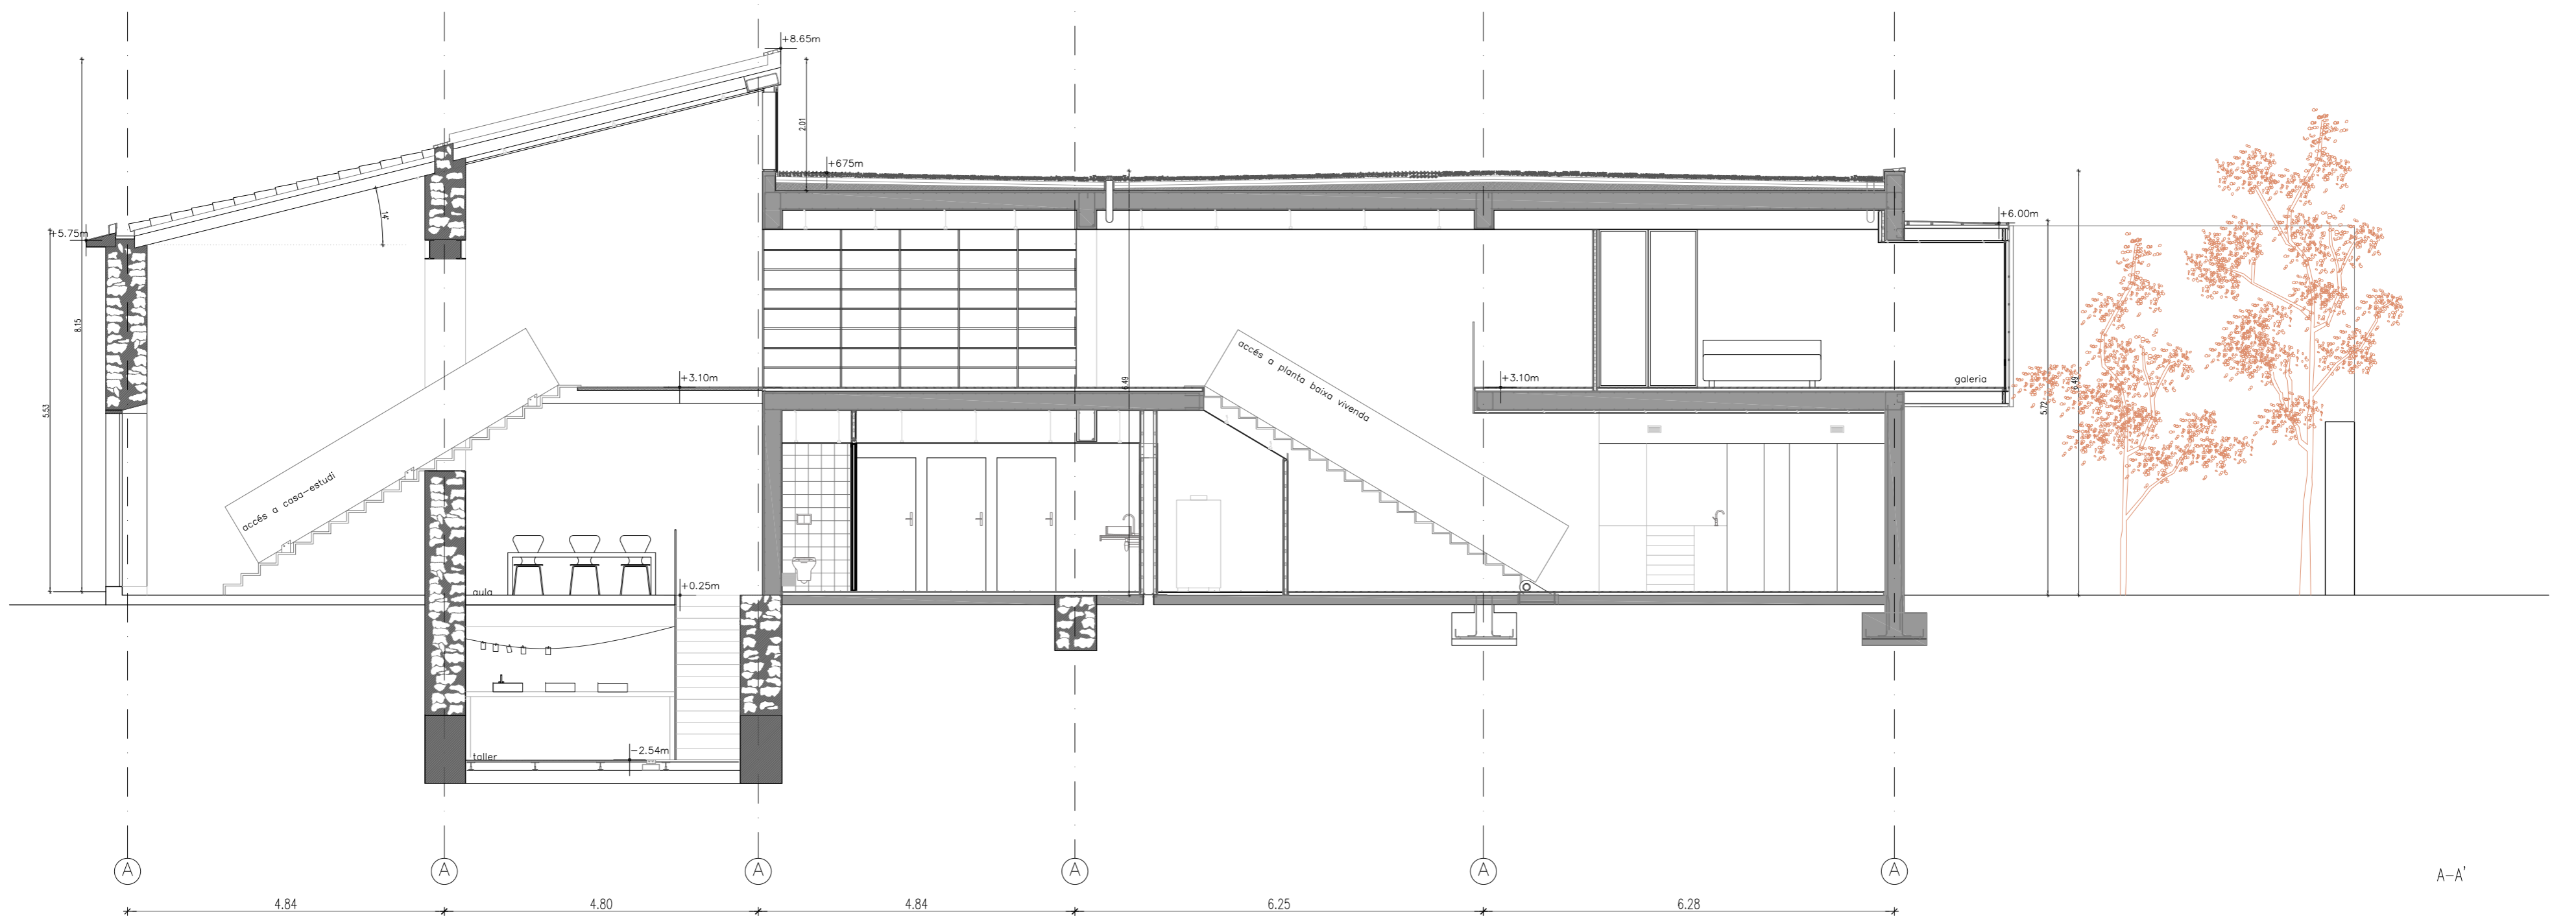 +8.65m
2.01
+675m
+6.00m
+5.75m
14°
8.15
5.53
accés a casa-estudi
+3.10m
6.49
accés a planta baixa vivenda
+3.10m
galeria
5.72
6.49
aula
+0.25m
taller
-2.54m
A
A
A
A
A
A
A-A'
4.84
4.80
4.84
6.25
6.28